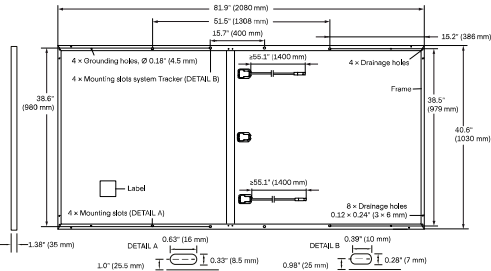 81.9" (2080 mm)
51.5" (1308 mm)
15.7" (400 mm)
15.2" (386 mm)
4 × Grounding holes, Ø 0.18" (4.5 mm)
≥55.1" (1400 mm)
4 × Drainage holes
4 × Mounting slots system Tracker (DETAIL B)
Frame
38.6"
(980 mm)
38.5"
(979 mm)
40.6"
(1030 mm)
Label
≥55.1" (1400 mm)
8 × Drainage holes
0.12 × 0.24" (3 × 6 mm)
4 × Mounting slots (DETAIL A)
1.38" (35 mm)
DETAIL A
0.63" (16 mm)
0.33" (8.5 mm)
1.0" (25.5 mm)
DETAIL B
0.39" (10 mm)
0.28" (7 mm)
0.98" (25 mm)